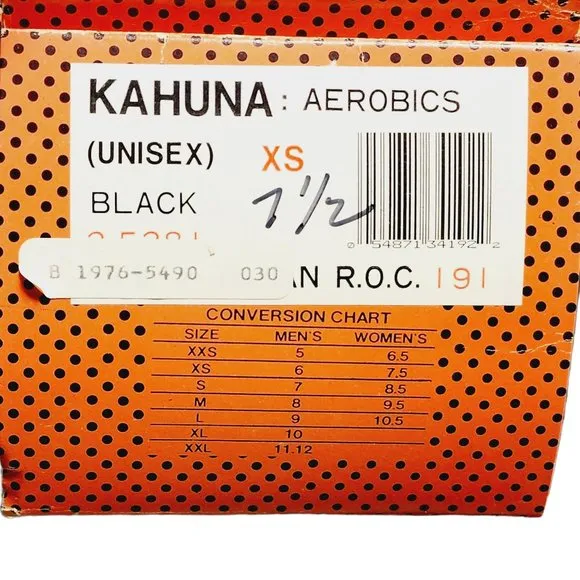 KAHUNA: AEROBICS
(UNISEX) XS
BLACK 7 1/2
0 54871 34192 2
B 1976-5490 030
AN R.O.C. 191
CONVERSION CHART
SIZE MEN'S WOMEN'S
XXS 5 6.5
XS 6 7.5
S 7 8.5
M 8 9.5
L 9 10.5
XL 10
XXL 11.12